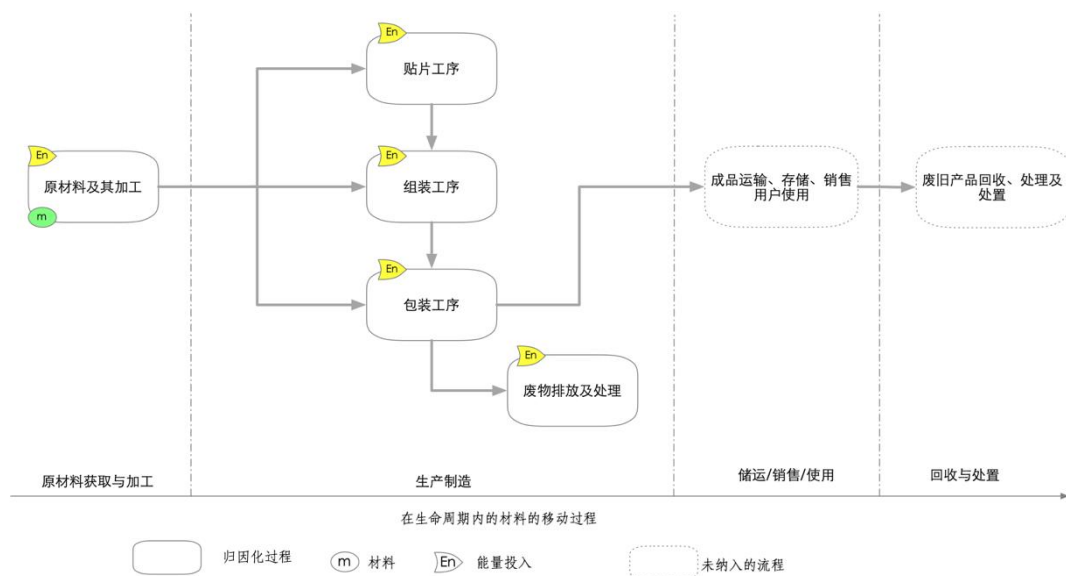 En
贴片工序
En
原材料及其加工
m
En
组装工序
成品运输、存储、销售
用户使用
废旧产品回收、处理及
处置
En
包装工序
En
废物排放及处理
原材料获取与加工
生产制造
储运/销售/使用
回收与处置
在生命周期内的材料的移动过程
归因化过程
m
材料
En
能量投入
未纳入的流程